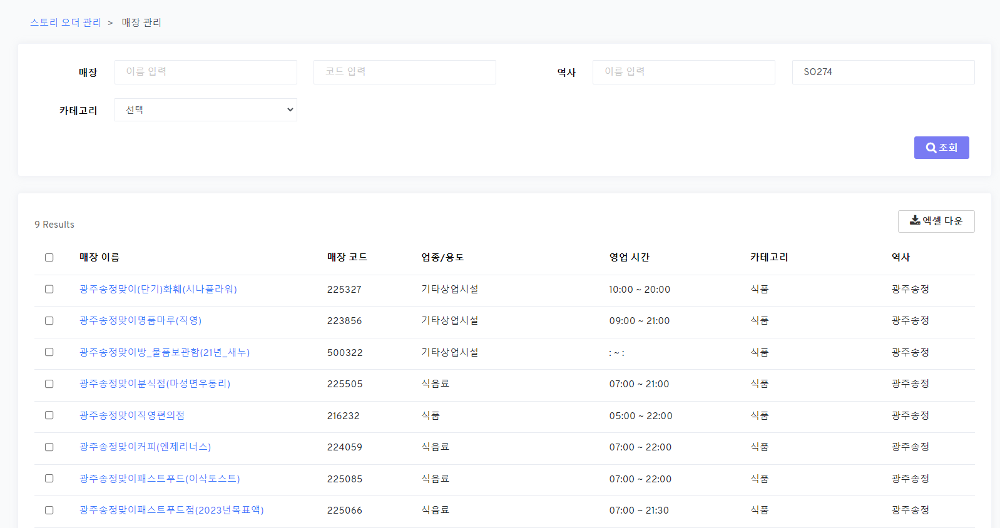 스토리 오더 관리 > 매장 관리
매장 이름 입력 코드 입력 역사 이름 입력 SO274
카테고리 선택
조회
9 Results 엑셀 다운
매장 이름 매장 코드 업종/용도 영업 시간 카테고리 역사
광주송정맞이(단기)화훼(시나플라워) 225327 기타상업시설 10:00 ~ 20:00 식품 광주송정
광주송정맞이명품마루(직영) 223856 기타상업시설 09:00 ~ 21:00 식품 광주송정
광주송정맞이방_물품보관함(21년_새누) 500322 기타상업시설 : ~ : 식품 광주송정
광주송정맞이분식점(마성면우동리) 225505 식음료 07:00 ~ 21:00 식품 광주송정
광주송정맞이직영편의점 216232 식품 05:00 ~ 22:00 식품 광주송정
광주송정맞이커피(엔제리너스) 224059 식음료 07:00 ~ 22:00 식품 광주송정
광주송정맞이패스트푸드(이삭토스트) 225085 식음료 07:00 ~ 22:00 식품 광주송정
광주송정맞이패스트푸드점(2023년목표액) 225066 식음료 07:00 ~ 21:30 식품 광주송정